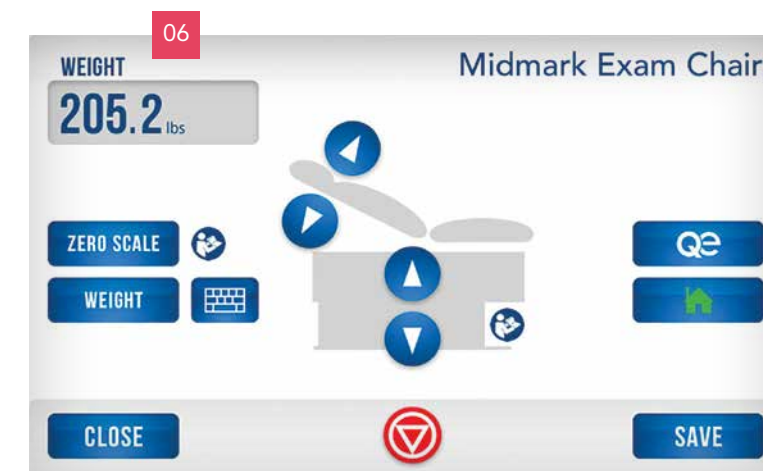 06
WEIGHT
Midmark Exam Chair
205.2 lbs
ZERO SCALE
Qe
WEIGHT
CLOSE
SAVE